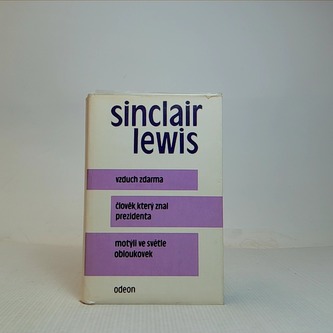 sinclair
lewis
vzduch zdarma
člověk který znal
prezidenta
motýli ve světle
obloukovek
odeon